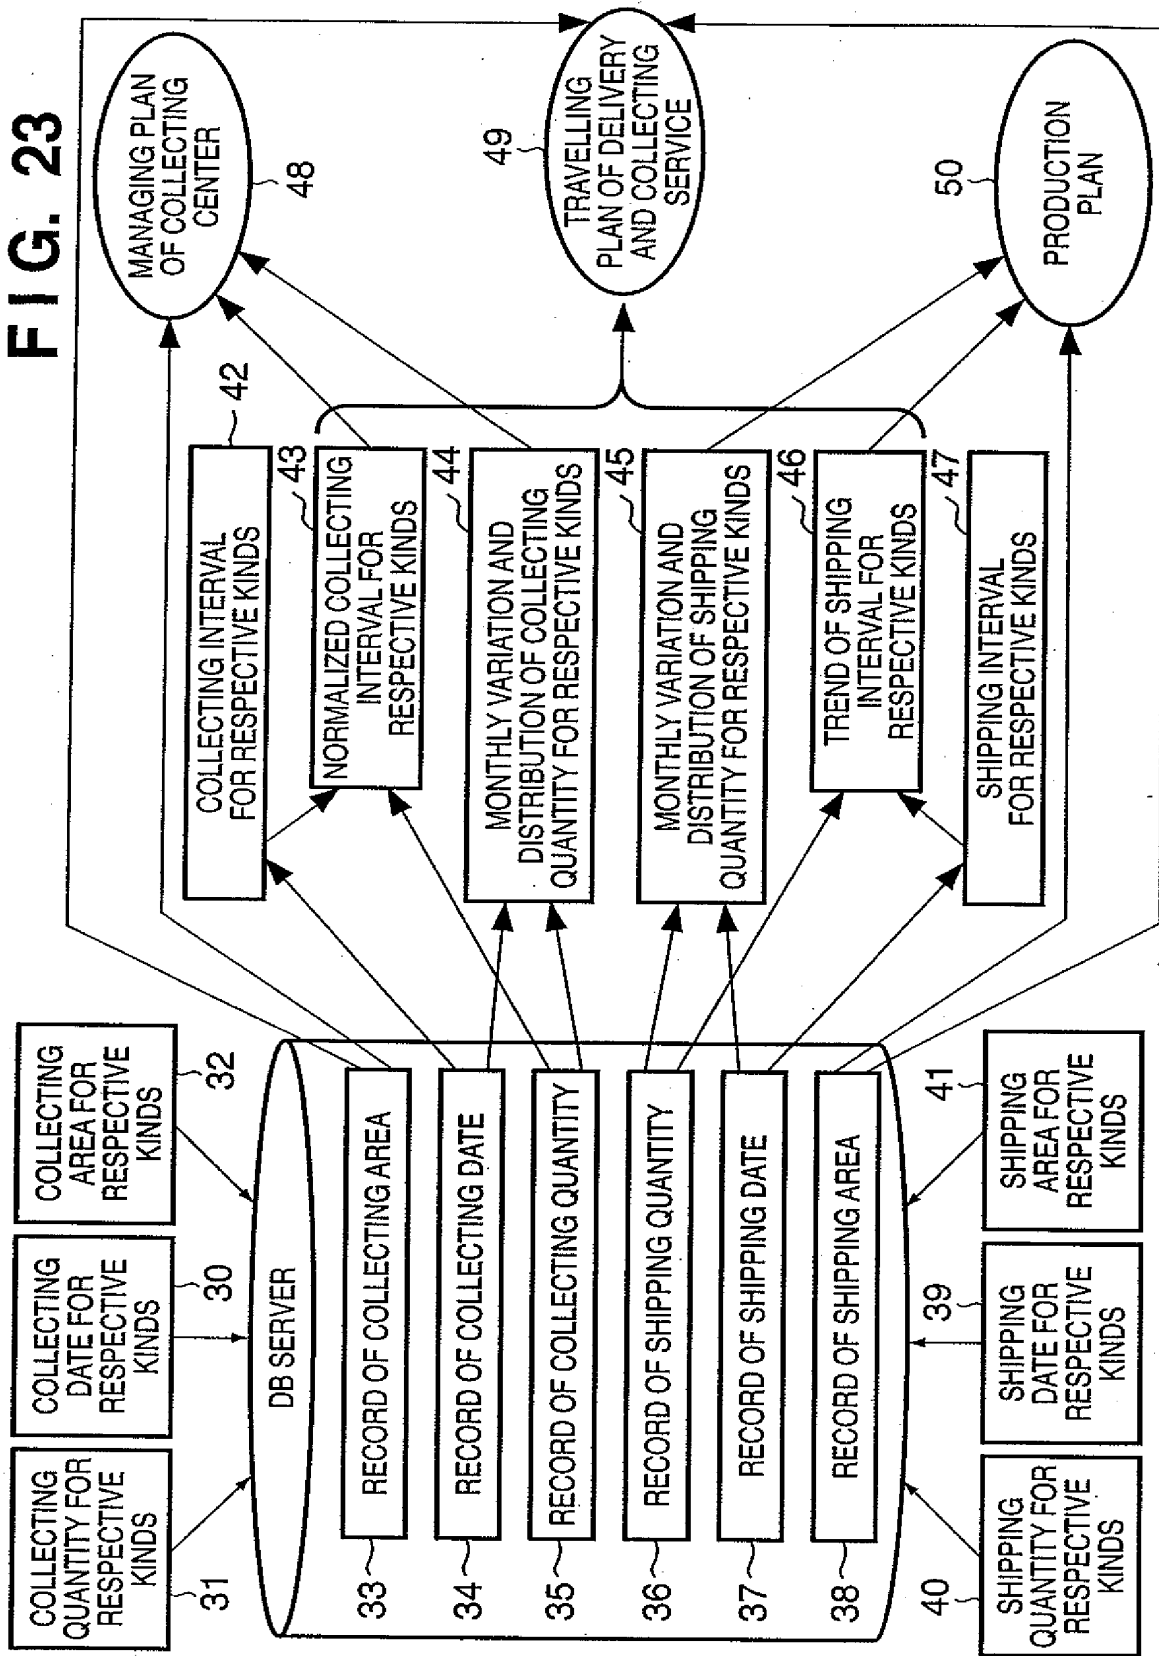 FIG. 23
COLLECTING
QUANTITY FOR
RESPECTIVE
KINDS
31
COLLECTING
DATE FOR
RESPECTIVE
KINDS
30
COLLECTING
AREA FOR
RESPECTIVE
KINDS
32
DB SERVER
33
RECORD OF COLLECTING AREA
34
RECORD OF COLLECTING DATE
35
RECORD OF COLLECTING QUANTITY
36
RECORD OF SHIPPING QUANTITY
37
RECORD OF SHIPPING DATE
38
RECORD OF SHIPPING AREA
40
SHIPPING
QUANTITY FOR
RESPECTIVE
KINDS
39
SHIPPING
DATE FOR
RESPECTIVE
KINDS
41
SHIPPING
AREA FOR
RESPECTIVE
KINDS
COLLECTING INTERVAL
FOR RESPECTIVE KINDS
42
NORMALIZED COLLECTING
INTERVAL FOR
RESPECTIVE KINDS
43
MONTHLY VARIATION AND
DISTRIBUTION OF COLLECTING
QUANTITY FOR RESPECTIVE KINDS
44
MONTHLY VARIATION AND
DISTRIBUTION OF SHIPPING
QUANTITY FOR RESPECTIVE KINDS
45
TREND OF SHIPPING
INTERVAL FOR
RESPECTIVE KINDS
46
SHIPPING INTERVAL
FOR RESPECTIVE KINDS
47
MANAGING PLAN
OF COLLECTING
CENTER
48
TRAVELLING
PLAN OF DELIVERY
AND COLLECTING
SERVICE
49
PRODUCTION
PLAN
50